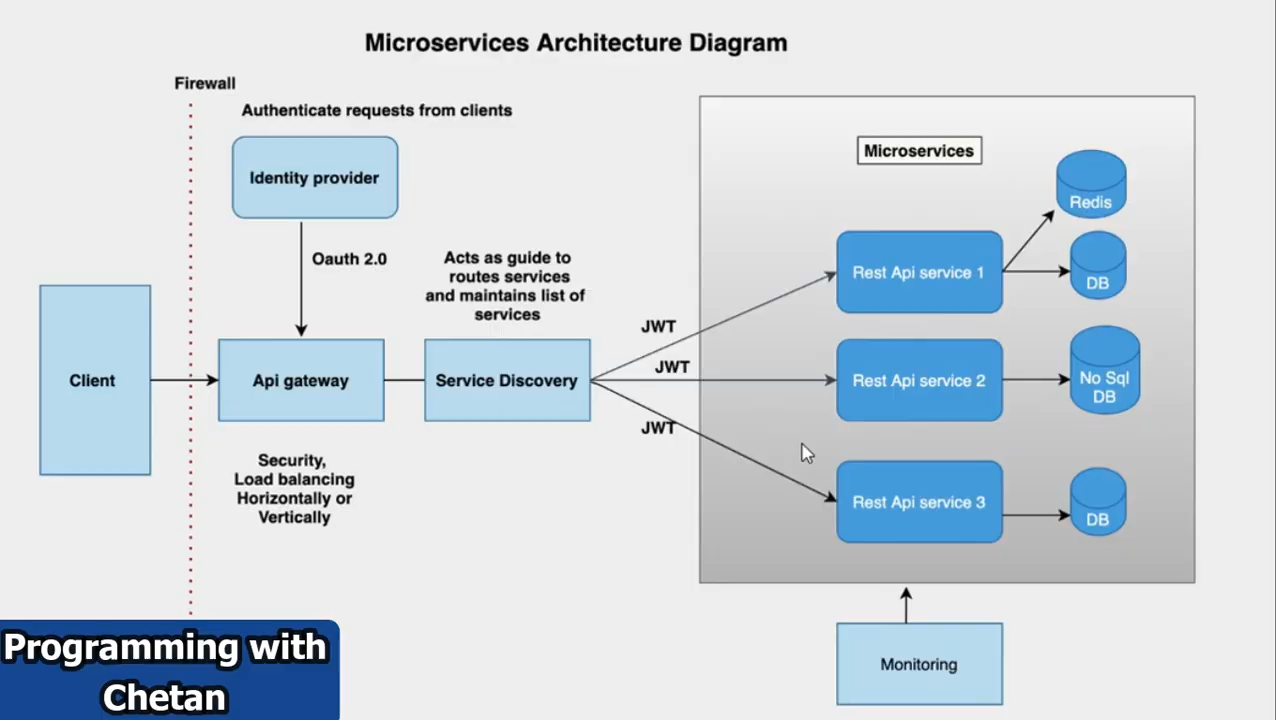 Microservices Architecture Diagram
Firewall
Authenticate requests from clients
Identity provider
Oauth 2.0
Acts as guide to
routes services
and maintains list of
services
Client
Api gateway
Service Discovery
Security,
Load balancing
Horizontally or
Vertically
JWT
JWT
JWT
Microservices
Redis
Rest Api service 1
DB
Rest Api service 2
No Sql
DB
Rest Api service 3
DB
Monitoring
Programming with
Chetan